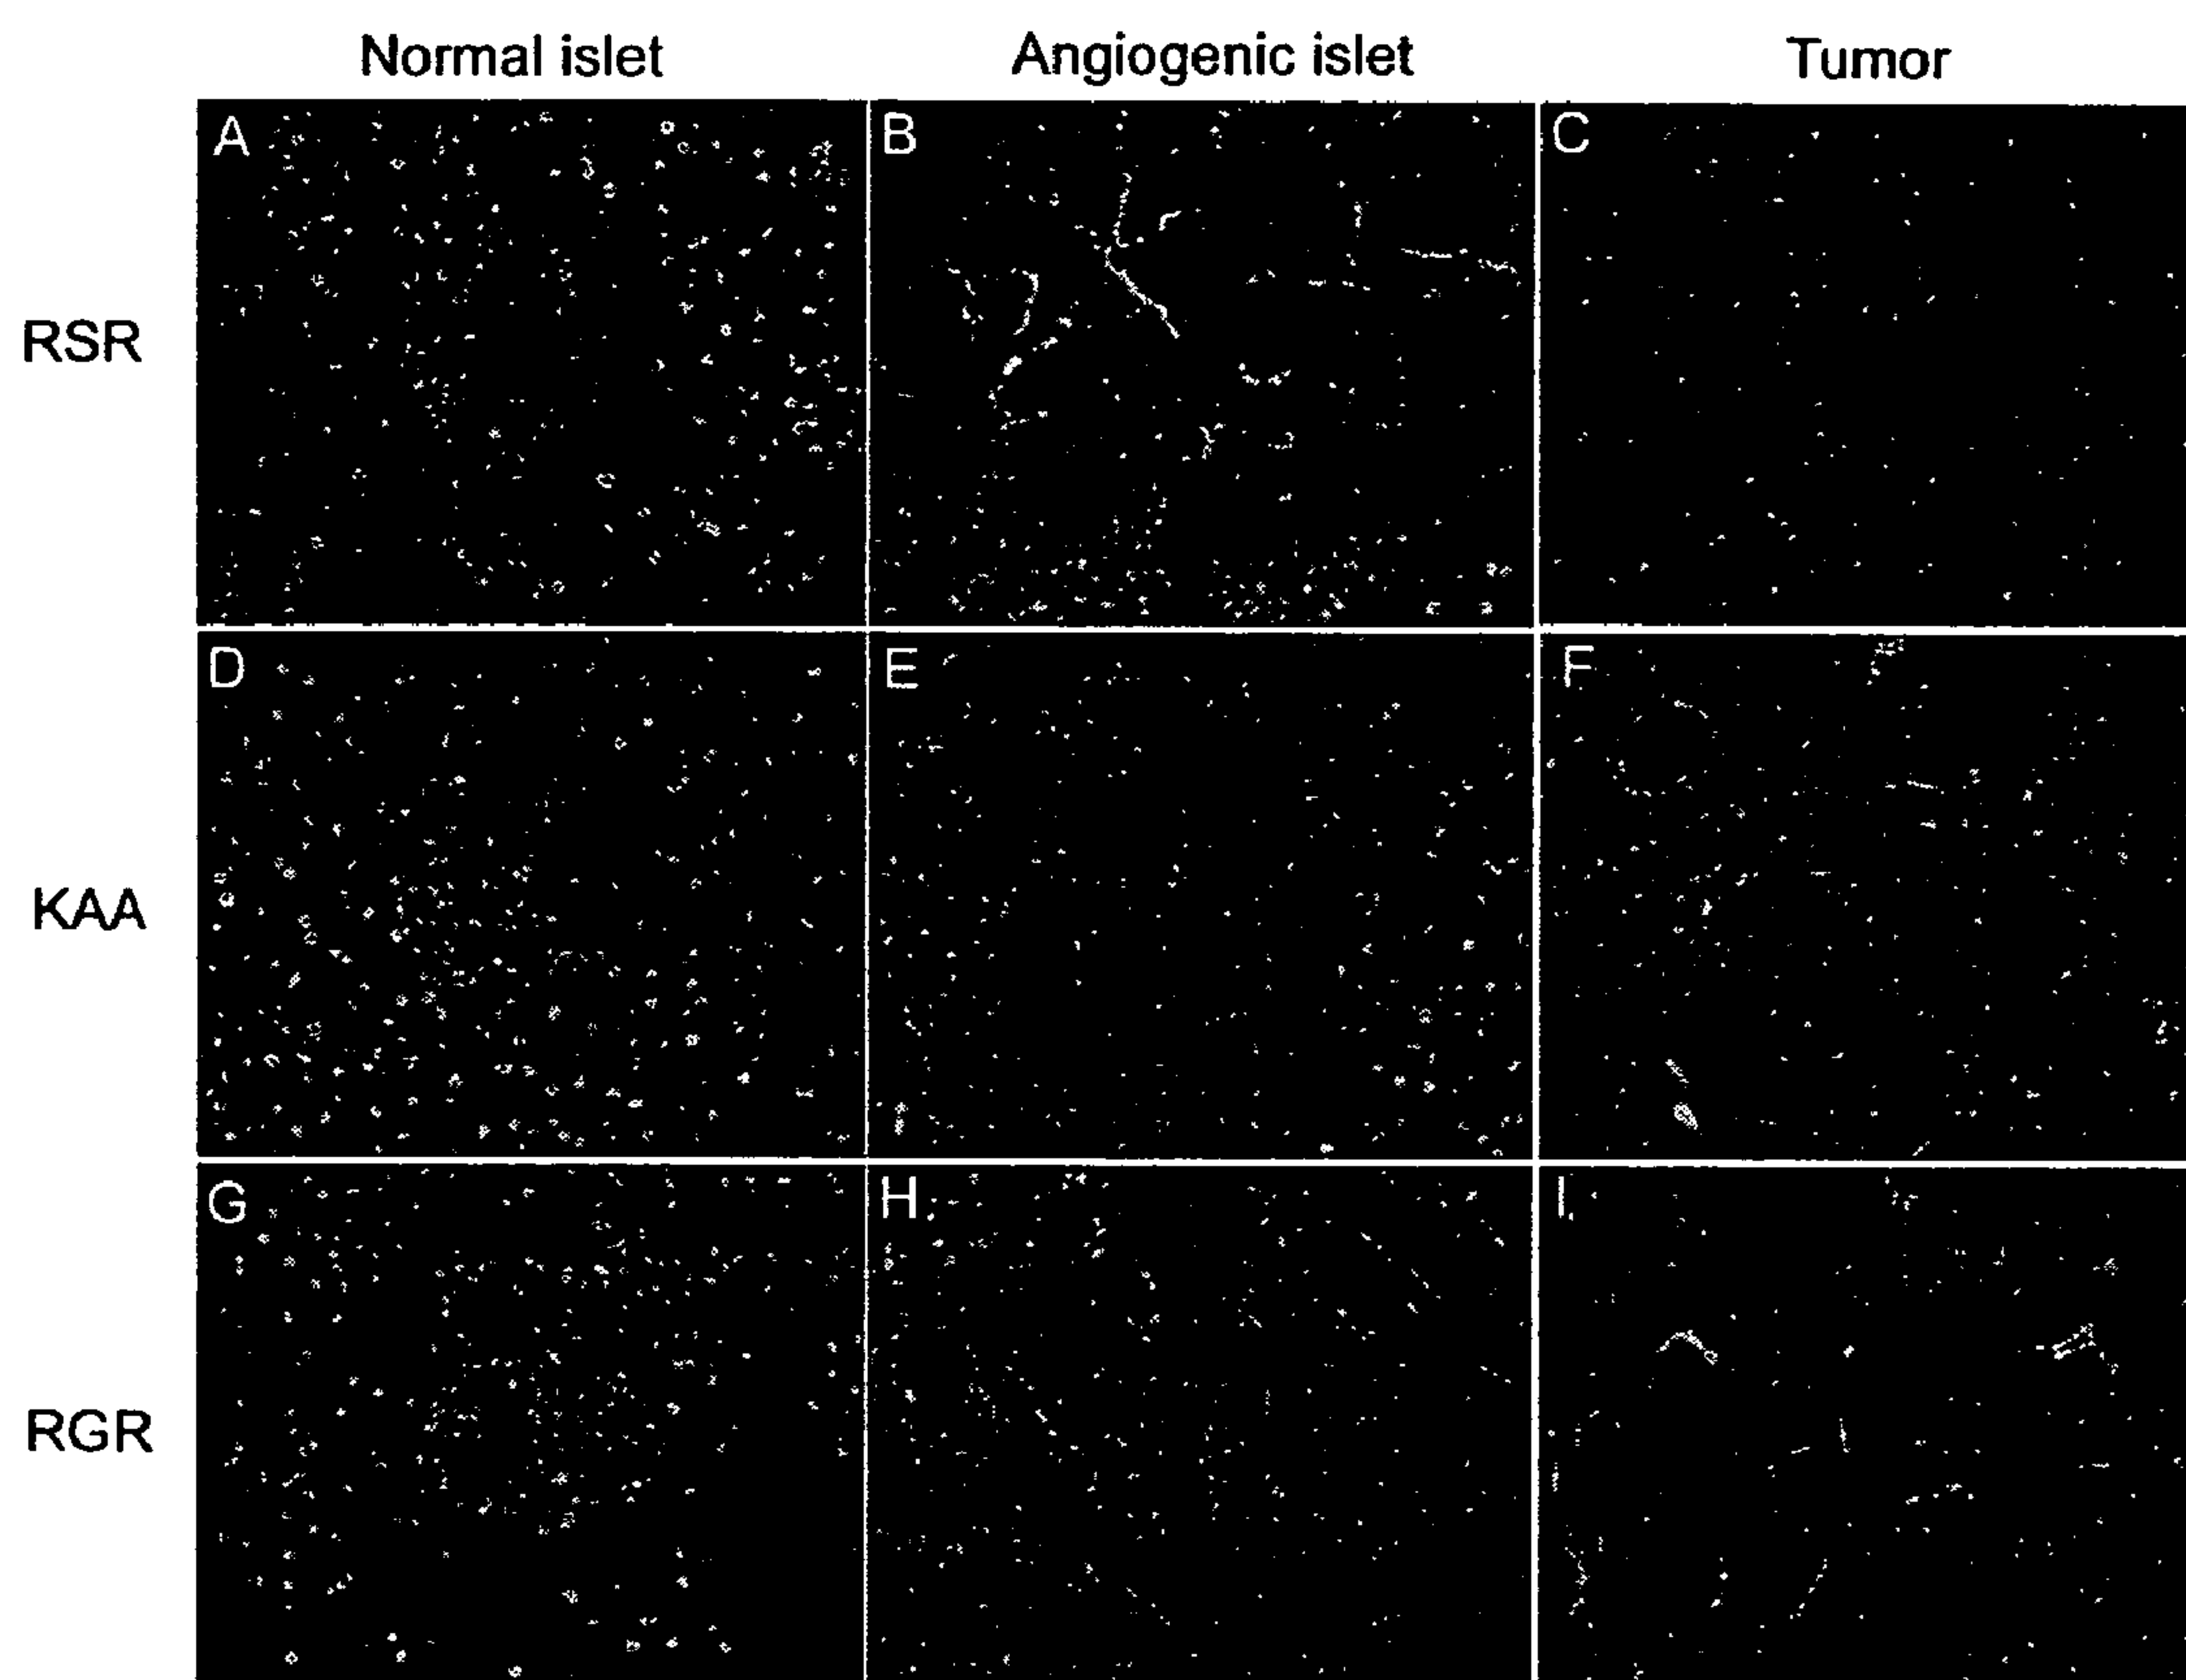 Normal islet Angiogenic islet Tumor
A B C
RSR
D E F
KAA
G H I
RGR